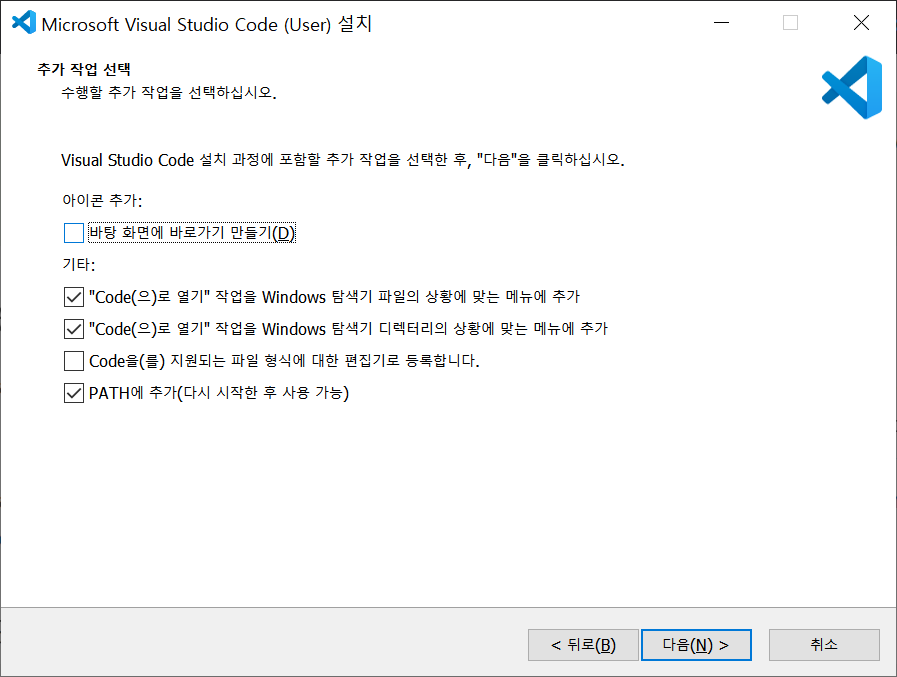 Microsoft Visual Studio Code (User) 설치
추가 작업 선택
수행할 추가 작업을 선택하십시오.
Visual Studio Code 설치 과정에 포함할 추가 작업을 선택한 후, "다음"을 클릭하십시오.
아이콘 추가:
바탕 화면에 바로가기 만들기(D)
기타:
"Code(으)로 열기" 작업을 Windows 탐색기 파일의 상황에 맞는 메뉴에 추가
"Code(으)로 열기" 작업을 Windows 탐색기 디렉터리의 상황에 맞는 메뉴에 추가
Code을(를) 지원되는 파일 형식에 대한 편집기로 등록합니다.
PATH에 추가(다시 시작한 후 사용 가능)
< 뒤로(B) 다음(N) > 취소